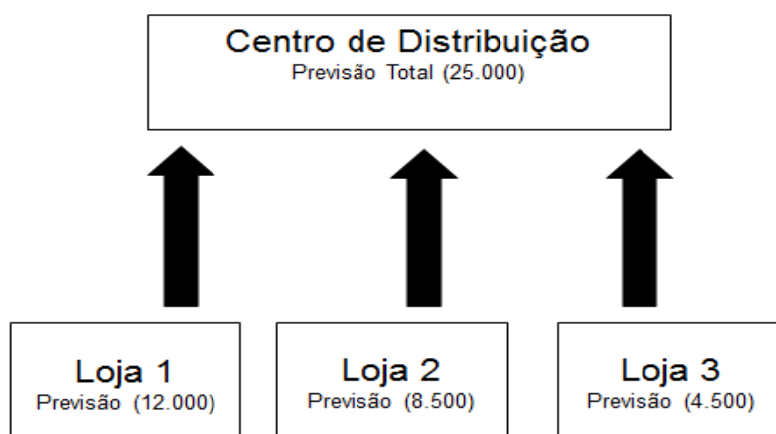 Centro de Distribuição
Previsão Total (25.000)
Loja 1
Previsão (12.000)
Loja 2
Previsão (8.500)
Loja 3
Previsão (4.500)